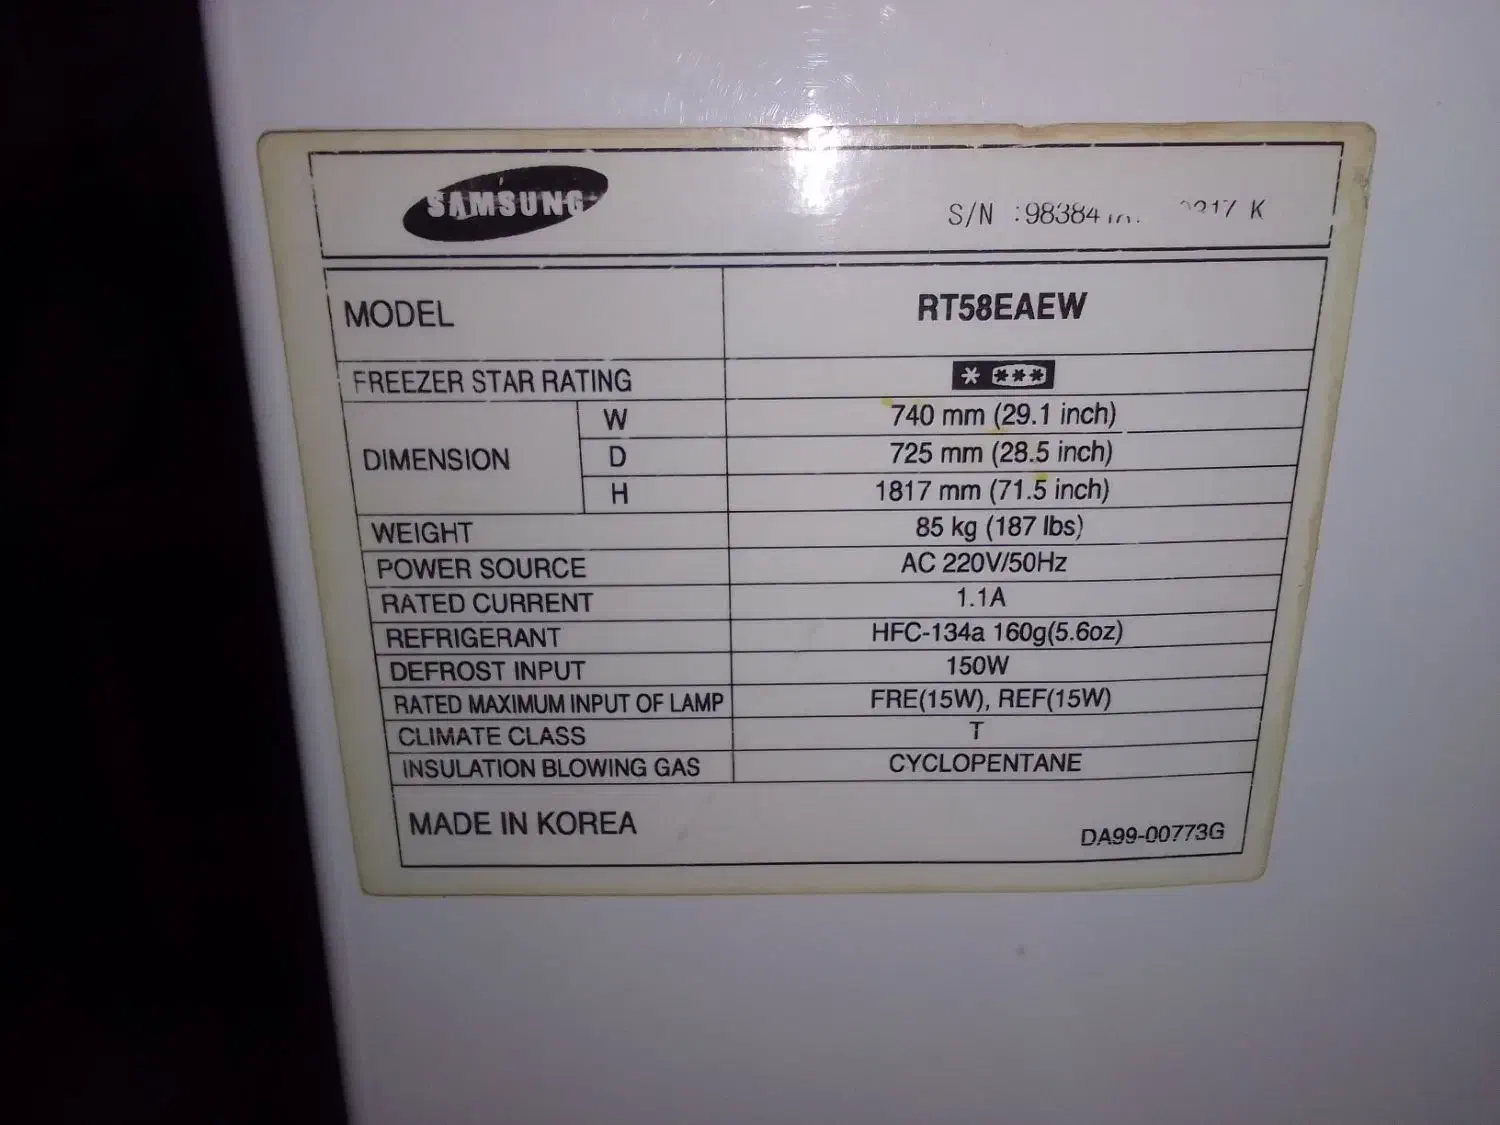 SAMSUNG
S/N :98384 K
MODEL RT58EAEW
FREEZER STAR RATING * ***
DIMENSION
W 740 mm (29.1 inch)
D 725 mm (28.5 inch)
H 1817 mm (71.5 inch)
WEIGHT 85 kg (187 lbs)
POWER SOURCE AC 220V/50Hz
RATED CURRENT 1.1A
REFRIGERANT HFC-134a 160g(5.6oz)
DEFROST INPUT 150W
RATED MAXIMUM INPUT OF LAMP FRE(15W), REF(15W)
CLIMATE CLASS T
INSULATION BLOWING GAS CYCLOPENTANE
MADE IN KOREA DA99-00773G